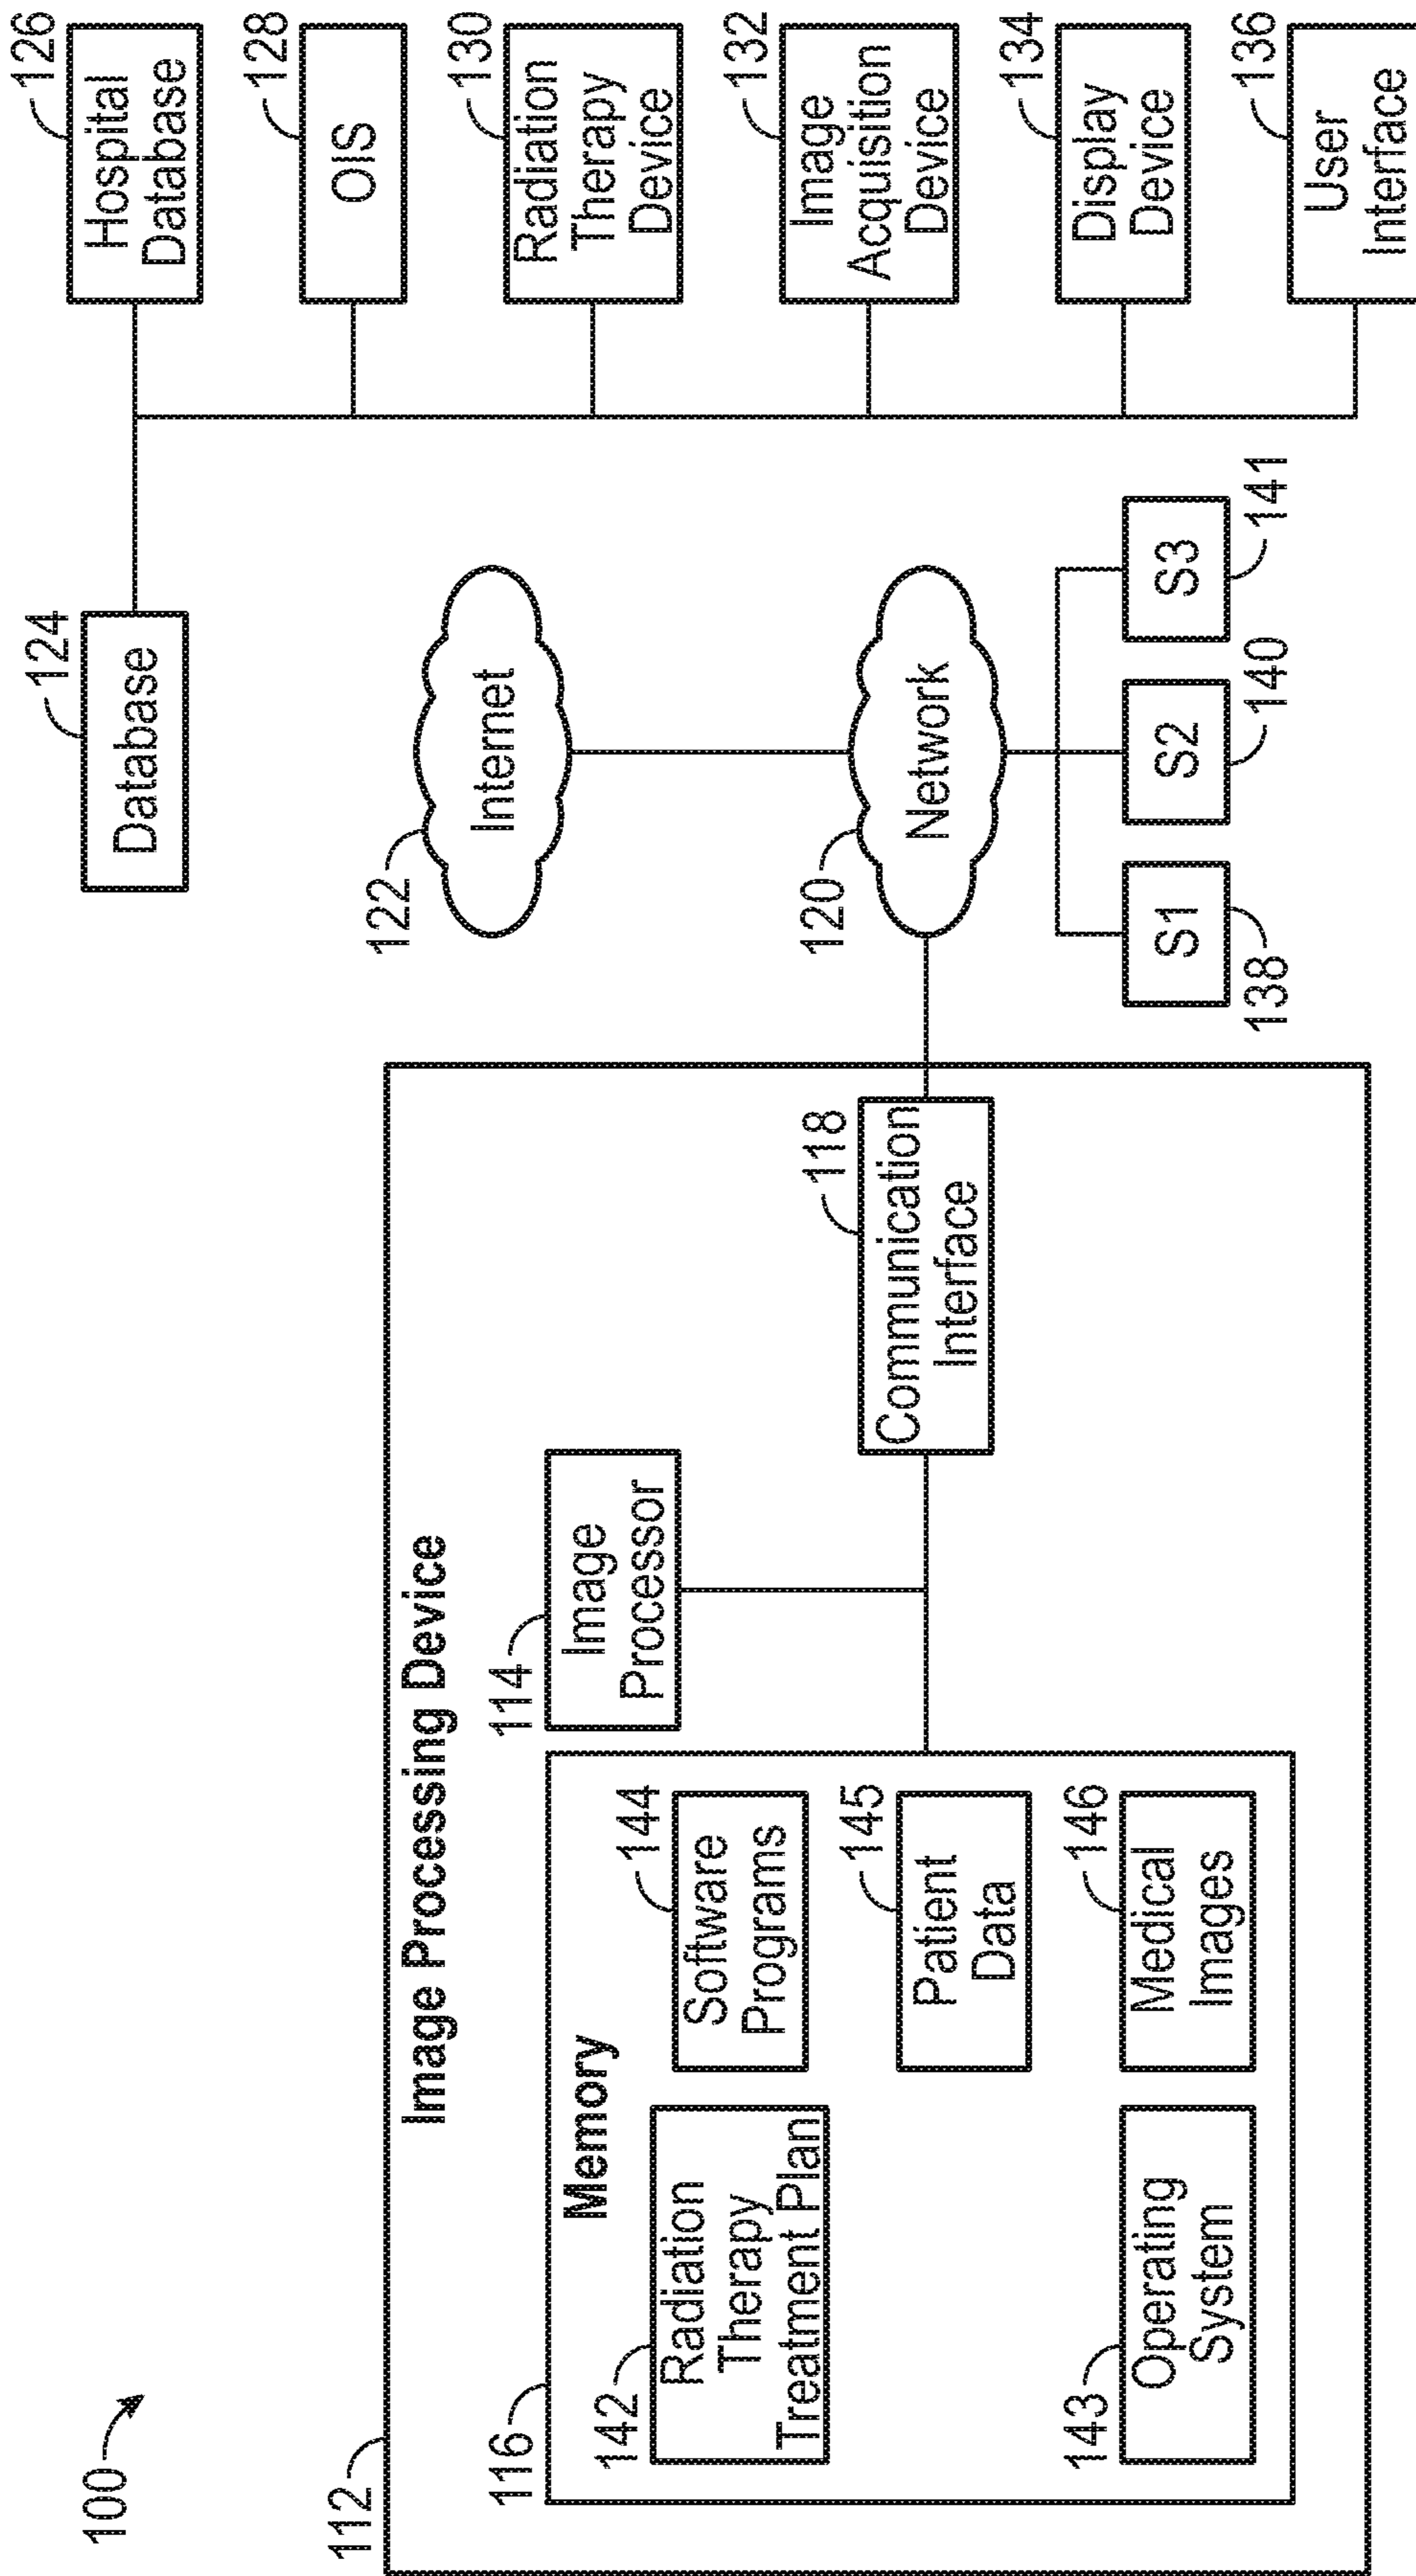 100
112
Image Processing Device
116
Memory
142
Radiation
Therapy
Treatment Plan
144
Software
Programs
145
Patient
Data
143
Operating
System
146
Medical
Images
114
Image
Processor
118
Communication
Interface
124
Database
122
Internet
120
Network
S1
138
S2
140
S3
141
126
Hospital
Database
128
OIS
130
Radiation
Therapy
Device
132
Image
Acquisition
Device
134
Display
Device
136
User
Interface